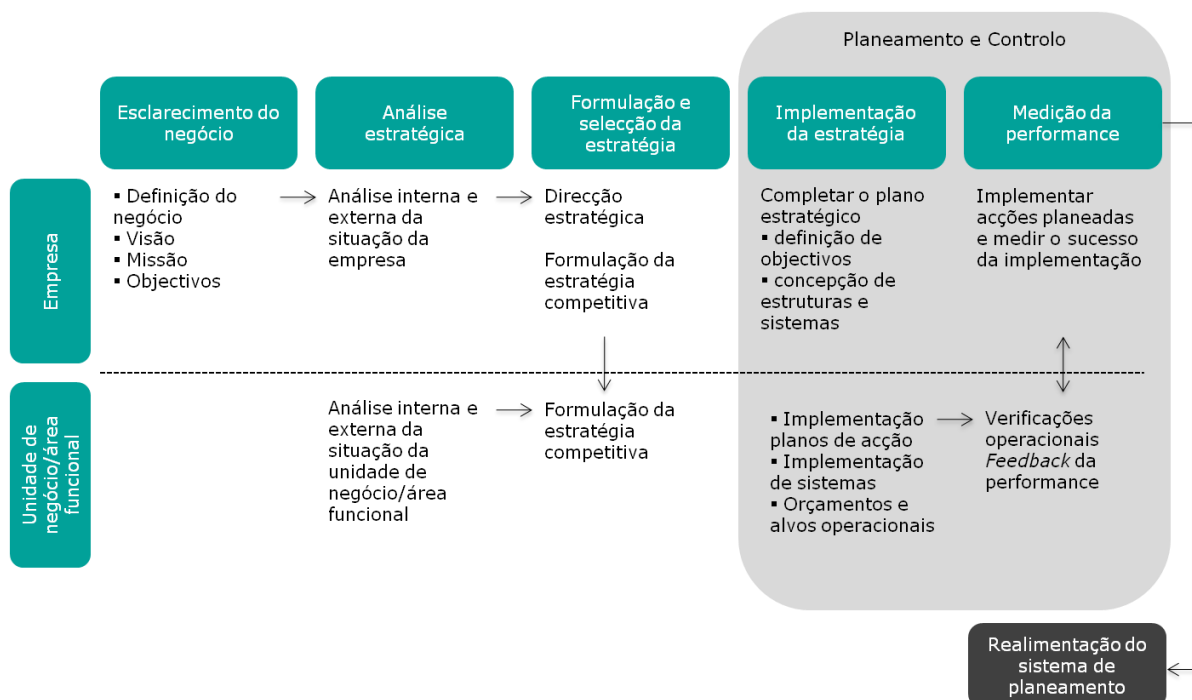 Planeamento e Controlo
Esclarecimento do
negócio
Análise
estratégica
Formulação e
selecção da
estratégia
Implementação
da estratégia
Medição da
performance
Empresa
▪ Definição do
negócio
▪ Visão
▪ Missão
▪ Objectivos
Análise interna e
externa da
situação da
empresa
Direcção
estratégica
Formulação da
estratégia
competitiva
Completar o plano
estratégico
▪ definição de
objectivos
▪ concepção de
estruturas e
sistemas
Implementar
acções planeadas
e medir o sucesso
da implementação
Unidade de
negócio/área
funcional
Análise interna e
externa da
situação da
unidade de
negócio/área
funcional
Formulação da
estratégia
competitiva
▪ Implementação
planos de acção
▪ Implementação
de sistemas
▪ Orçamentos e
alvos operacionais
Verificações
operacionais
Feedback da
performance
Realimentação do
sistema de
planeamento